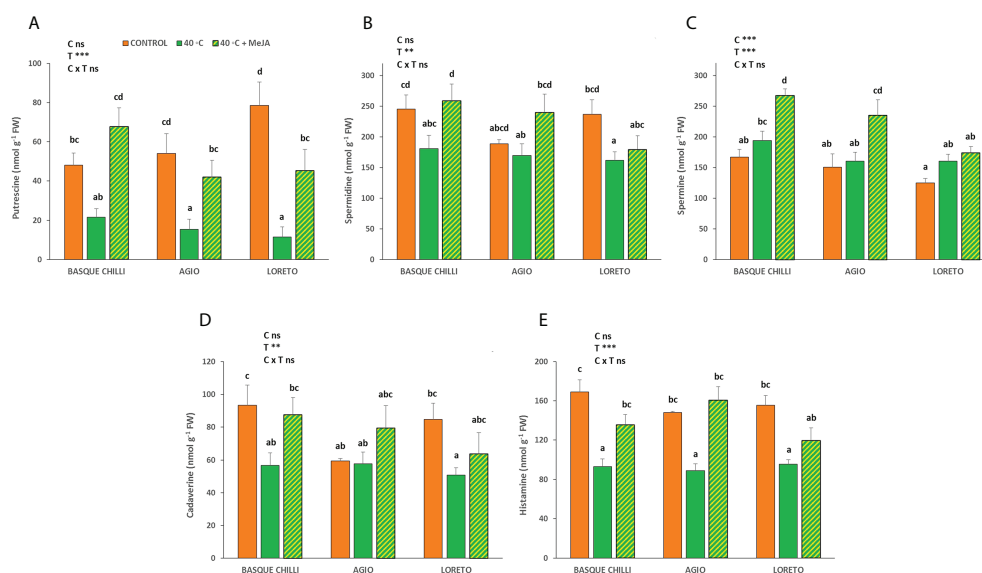 A
C ns
T ***
C x T ns
CONTROL 40 ◦C 40 ◦C + MeJA
Putrescine (nmol g⁻¹ FW)
100
80
60
40
20
0
bc
ab
cd
cd
a
bc
d
a
bc
BASQUE CHILLI AGIO LORETO
B
C ns
T **
C x T ns
Spermidine (nmol g⁻¹ FW)
300
250
200
150
100
50
0
cd
abc
d
abcd
ab
bcd
bcd
a
abc
BASQUE CHILLI AGIO LORETO
C
C ***
T ***
C x T ns
Spermine (nmol g⁻¹ FW)
300
250
200
150
100
50
0
ab
bc
d
ab
ab
cd
a
ab
ab
BASQUE CHILLI AGIO LORETO
D
C ns
T **
C x T ns
Cadaverine (nmol g⁻¹ FW)
120
100
80
60
40
20
0
c
ab
bc
ab
ab
abc
bc
a
abc
BASQUE CHILLI AGIO LORETO
E
C ns
T ***
C x T ns
Histamine (nmol g⁻¹ FW)
200
160
120
80
40
0
c
a
bc
bc
a
bc
bc
a
ab
BASQUE CHILLI AGIO LORETO